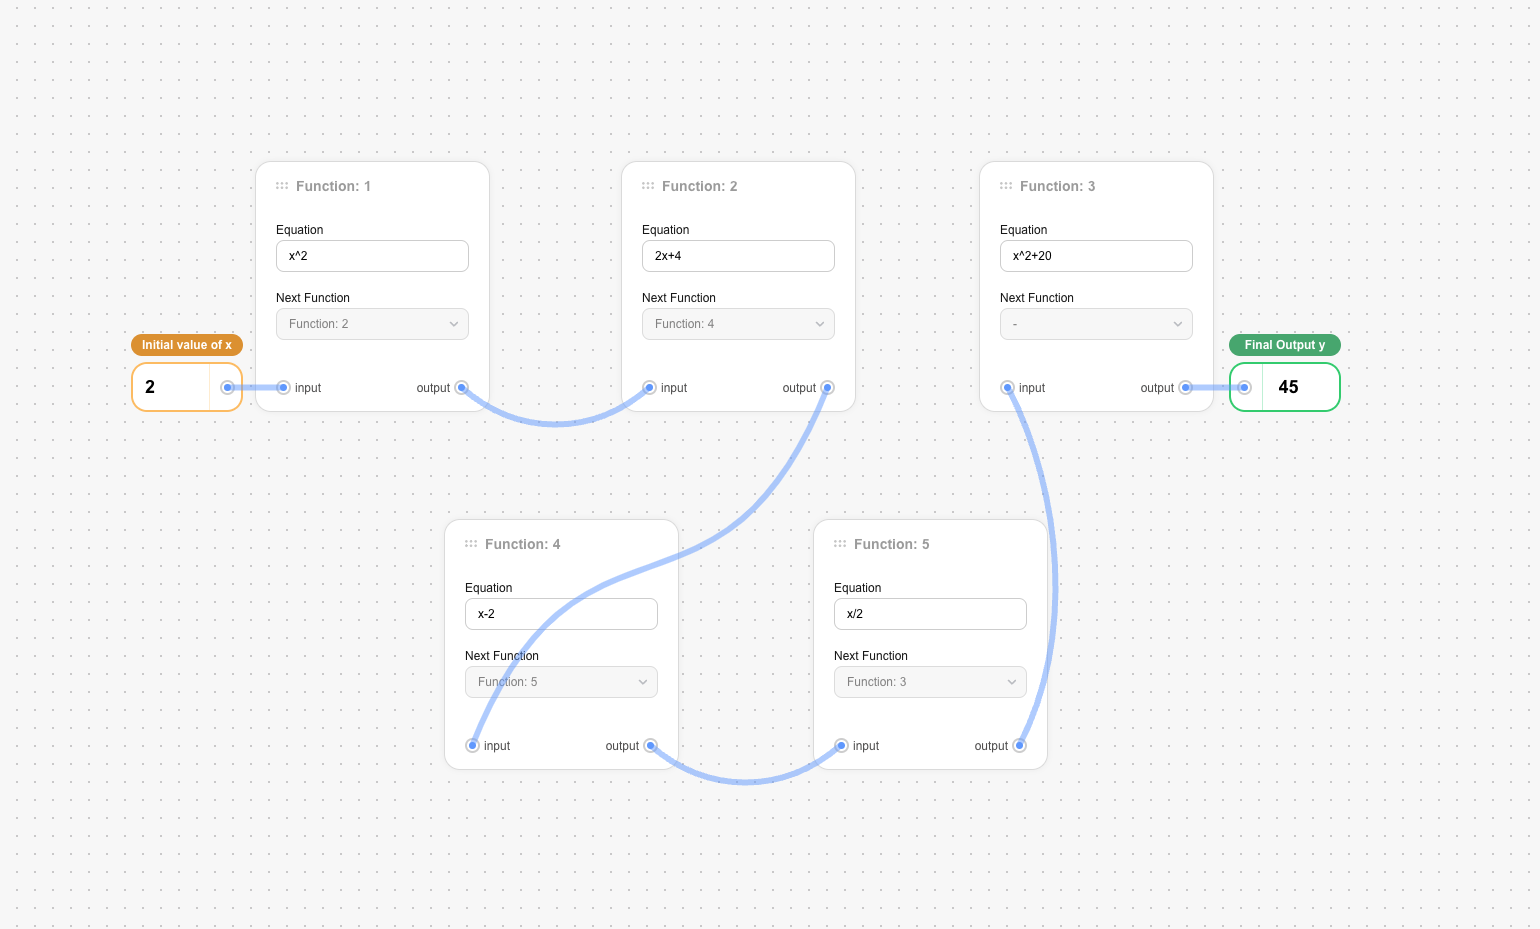 Function: 1
Equation
x^2
Next Function
Function: 2
input
output
Function: 2
Equation
2x+4
Next Function
Function: 4
input
output
Function: 3
Equation
x^2+20
Next Function
-
input
output
Initial value of x
2
Final Output y
45
Function: 4
Equation
x-2
Next Function
Function: 5
input
output
Function: 5
Equation
x/2
Next Function
Function: 3
input
output